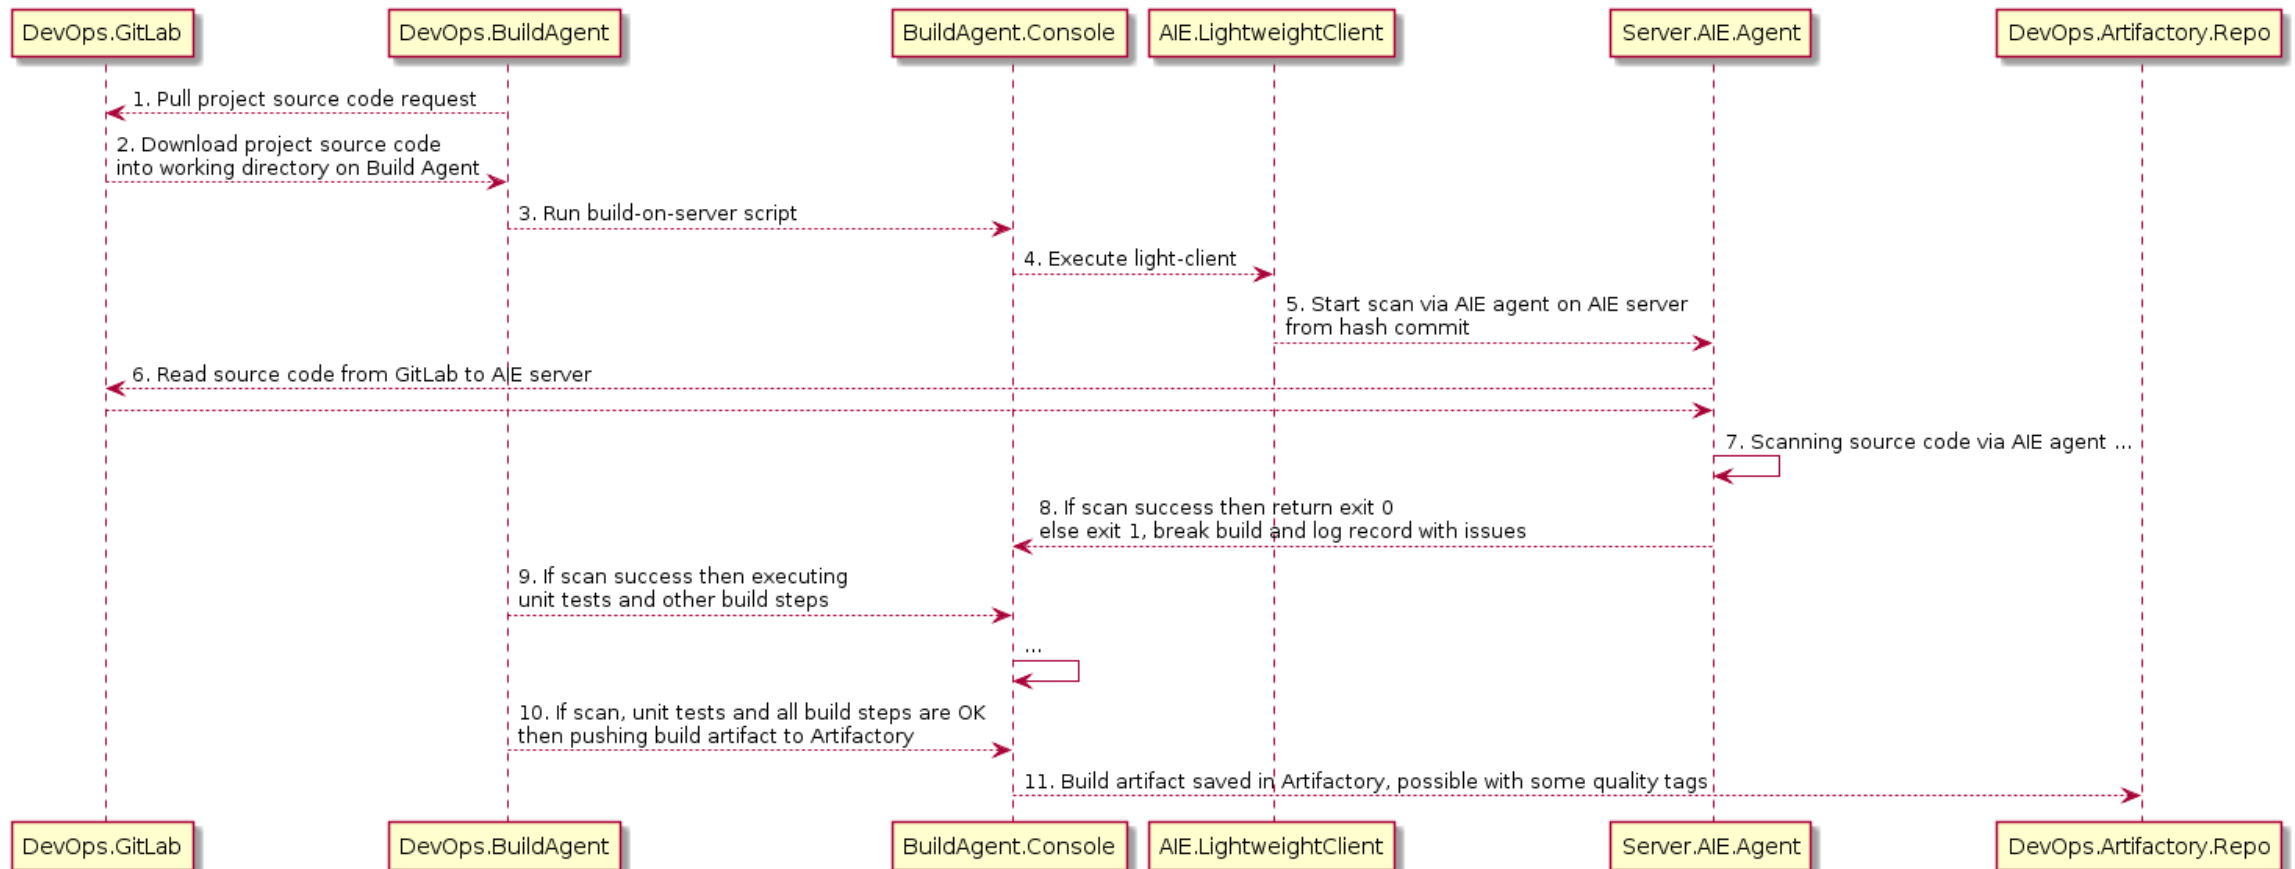 DevOps.GitLab
DevOps.BuildAgent
BuildAgent.Console
AIE.LightweightClient
Server.AIE.Agent
DevOps.Artifactory.Repo
1. Pull project source code request
2. Download project source code
into working directory on Build Agent
3. Run build-on-server script
4. Execute light-client
5. Start scan via AIE agent on AIE server
from hash commit
6. Read source code from GitLab to AIE server
7. Scanning source code via AIE agent ...
8. If scan success then return exit 0
else exit 1, break build and log record with issues
9. If scan success then executing
unit tests and other build steps
...
10. If scan, unit tests and all build steps are OK
then pushing build artifact to Artifactory
11. Build artifact saved in Artifactory, possible with some quality tags
DevOps.GitLab
DevOps.BuildAgent
BuildAgent.Console
AIE.LightweightClient
Server.AIE.Agent
DevOps.Artifactory.Repo